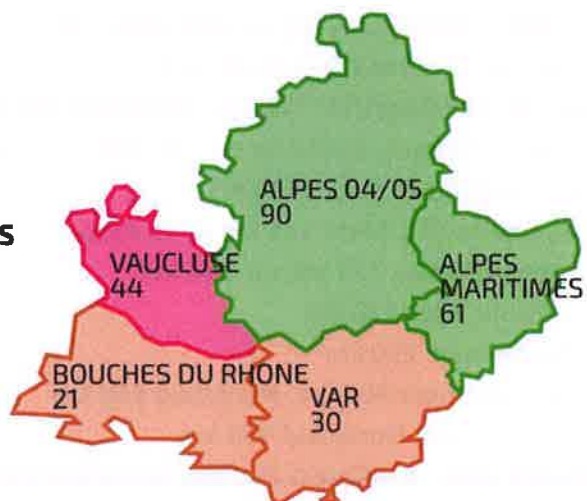 ALPES 04/05
90
S
VAUCLUSE
44
ALPES
MARITIMES
61
BOUCHES DU RHONE
21
VAR
30